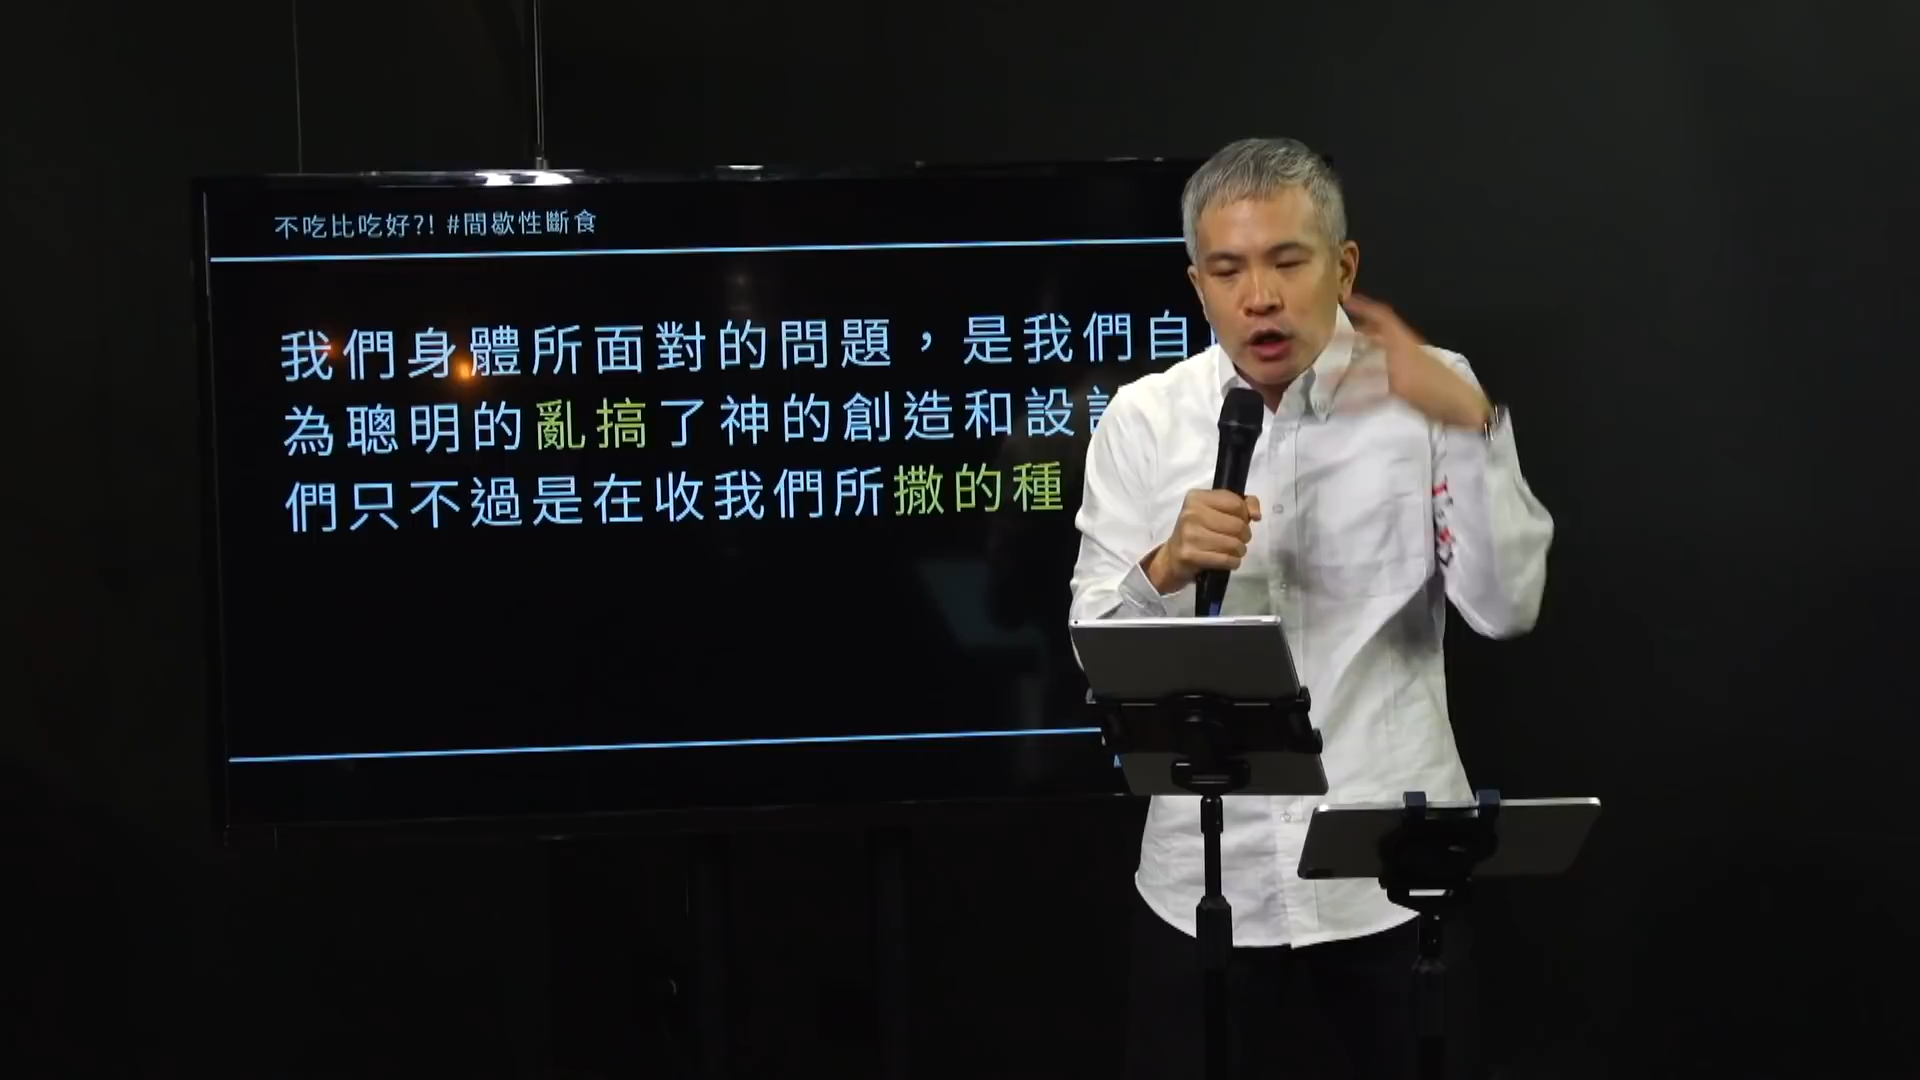 不吃比吃好?! #間歇性斷食
我們身體所面對的問題，是我們自
為聰明的亂搞了神的創造和設
們只不過是在收我們所撒的種